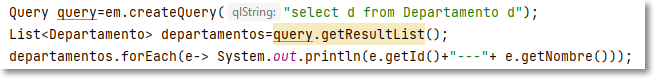 Query query=em.createQuery( qlString: "select d from Departamento d");
List<Departamento> departamentos=query.getResultList();
departamentos.forEach(e-> System.out.println(e.getId()+"---"+ e.getNombre()));